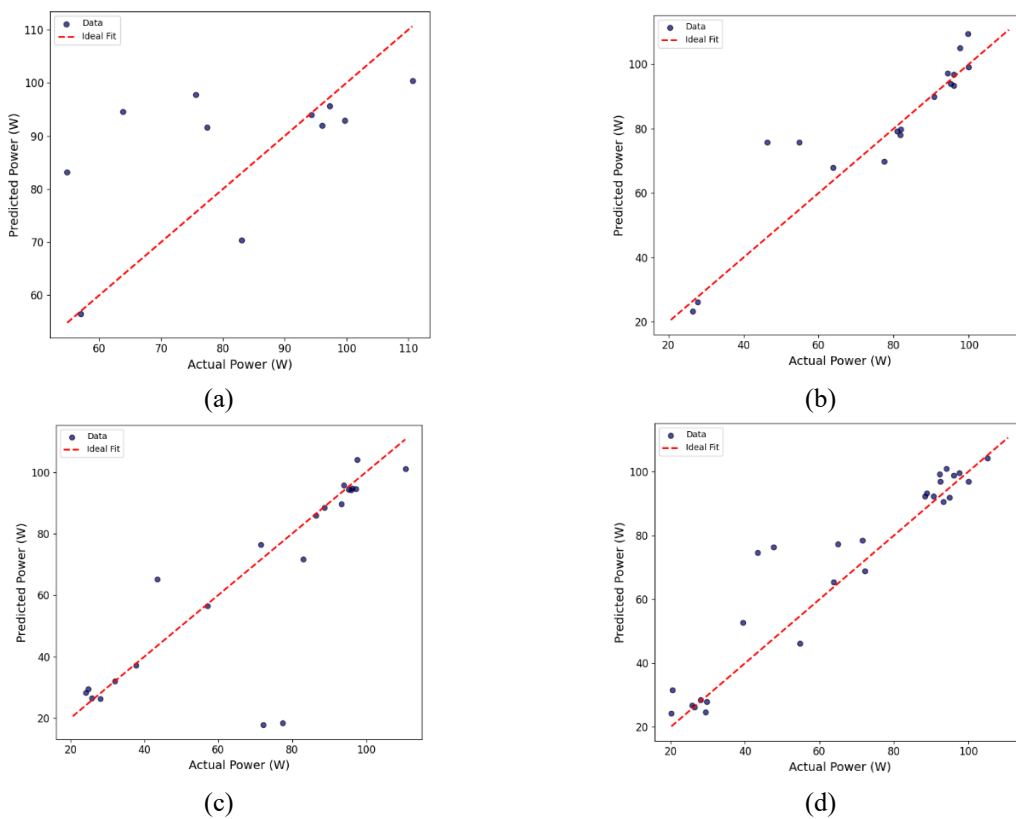 Data
Ideal Fit
110
100
90
80
70
60
Predicted Power (W)
60 70 80 90 100 110
Actual Power (W)
(a)
Data
Ideal Fit
100
80
60
40
20
Predicted Power (W)
20 40 60 80 100
Actual Power (W)
(b)
Data
Ideal Fit
100
80
60
40
20
Predicted Power (W)
20 40 60 80 100
Actual Power (W)
(c)
Data
Ideal Fit
100
80
60
40
20
Predicted Power (W)
20 40 60 80 100
Actual Power (W)
(d)